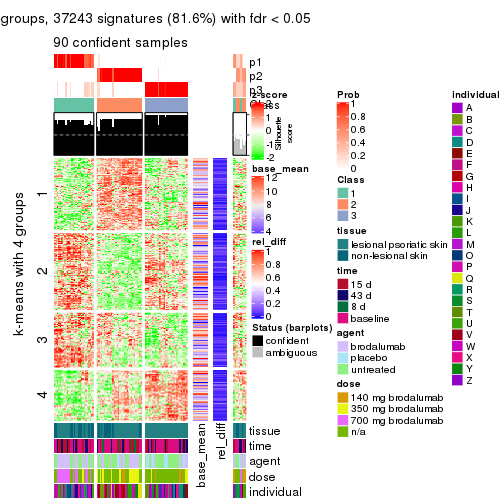 groups, 37243 signatures (81.6%) with fdr < 0.05
90 confident samples
p1
p2
p3
Class
Silhouette
score
1
0.5
0
k-means with 4 groups
1
2
3
4
z-score
2
1
0
-1
-2
base_mean
12
10
8
6
4
rel_diff
1
0.5
0
Status (barplots)
confident
ambiguous
tissue
time
agent
dose
individual
base_mean
rel_diff
Prob
1
0.8
0.6
0.4
0.2
0
Class
1
2
3
tissue
lesional psoriatic skin
non-lesional skin
time
15 d
43 d
8 d
baseline
agent
brodalumab
placebo
untreated
dose
140 mg brodalumab
350 mg brodalumab
700 mg brodalumab
n/a
individual
A
B
C
D
E
F
G
H
I
J
K
L
M
O
P
Q
R
S
T
U
V
W
X
Y
Z